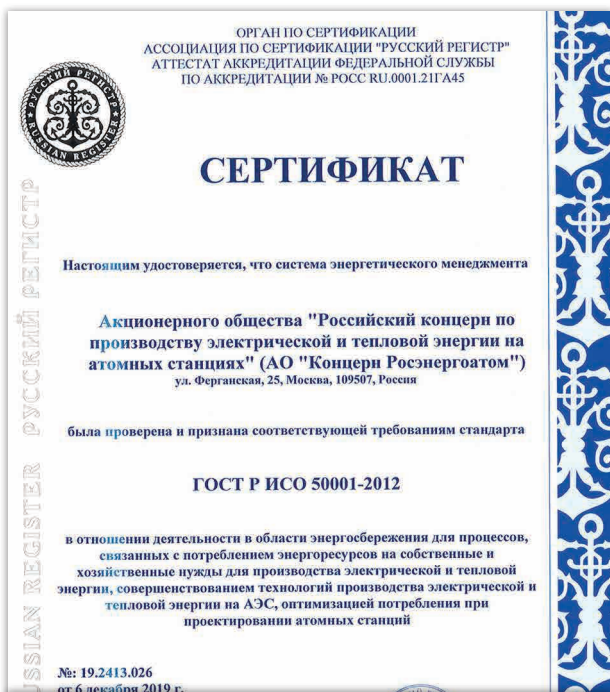 ОРГАН ПО СЕРТИФИКАЦИИ
АССОЦИАЦИЯ ПО СЕРТИФИКАЦИИ "РУССКИЙ РЕГИСТР"
АТТЕСТАТ АККРЕДИТАЦИИ ФЕДЕРАЛЬНОЙ СЛУЖБЫ
ПО АККРЕДИТАЦИИ № РОСС RU.0001.21ГА45
РУССКИЙ РЕГИСТР
RUSSIAN REGISTER
СЕРТИФИКАТ
Настоящим удостоверяется, что система энергетического менеджмента
Акционерного общества "Российский концерн по
производству электрической и тепловой энергии на
атомных станциях" (АО "Концерн Росэнергоатом")
ул. Ферганская, 25, Москва, 109507, Россия
была проверена и признана соответствующей требованиям стандарта
ГОСТ Р ИСО 50001-2012
в отношении деятельности в области энергосбережения для процессов,
связанных с потреблением энергоресурсов на собственные и
хозяйственные нужды для производства электрической и тепловой
энергии, совершенствованием технологий производства электрической и
тепловой энергии на АЭС, оптимизацией потребления при
проектировании атомных станций
№: 19.2413.026
от 6 декабря 2019 г.
РУССКИЙ РЕГИСТР
REGISTER